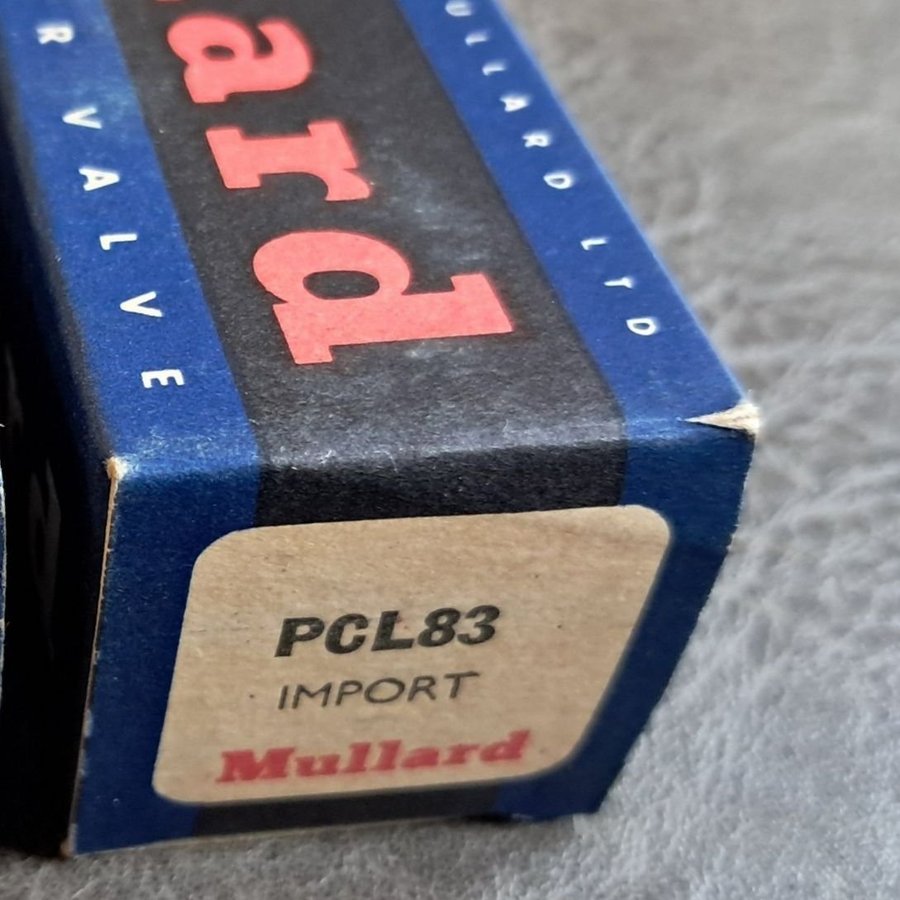 R VALVE
ard
ULLARD LTD
PCL83
IMPORT
Mullard